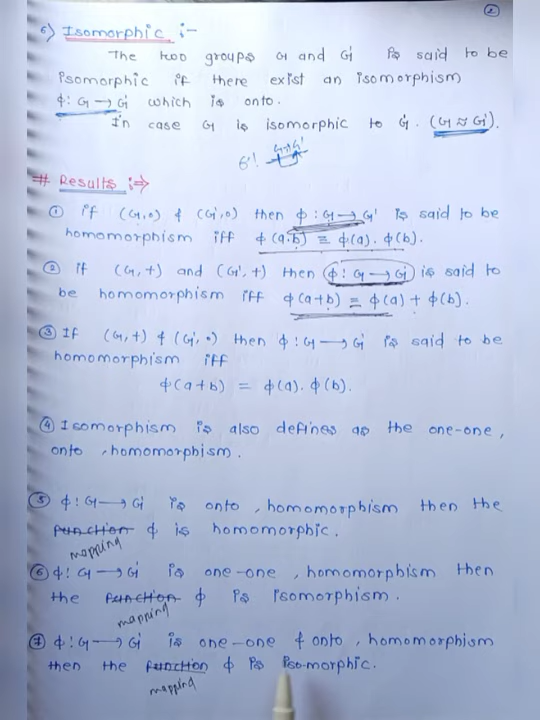 2
6) Isomorphic :-
The two groups G and G' is said to be
isomorphic if there exist an isomorphism
ϕ: G → G' which is onto.
In case G is isomorphic to G'. (G ≈ G').
G → G'
# Results :⇒
① if (G,o) & (G',o) then ϕ: G → G' is said to be
homomorphism iff ϕ(a.b) = ϕ(a). ϕ(b).
② if (G,+) and (G',+) then ϕ: G → G' is said to
be homomorphism iff ϕ(a+b) = ϕ(a) + ϕ(b).
③ If (G,+) & (G',o) then ϕ: G → G' is said to be
homomorphism iff
ϕ(a+b) = ϕ(a). ϕ(b).
④ Isomorphism is also defines as the one-one,
onto, homomorphism.
⑤ ϕ: G → G' is onto, homomorphism then the
function ϕ is homomorphic.
mapping
⑥ ϕ: G → G' is one-one, homomorphism then
the function ϕ is isomorphism.
mapping
⑦ ϕ: G → G' is one-one & onto, homomorphism
then the function ϕ is iso-morphic.
mapping